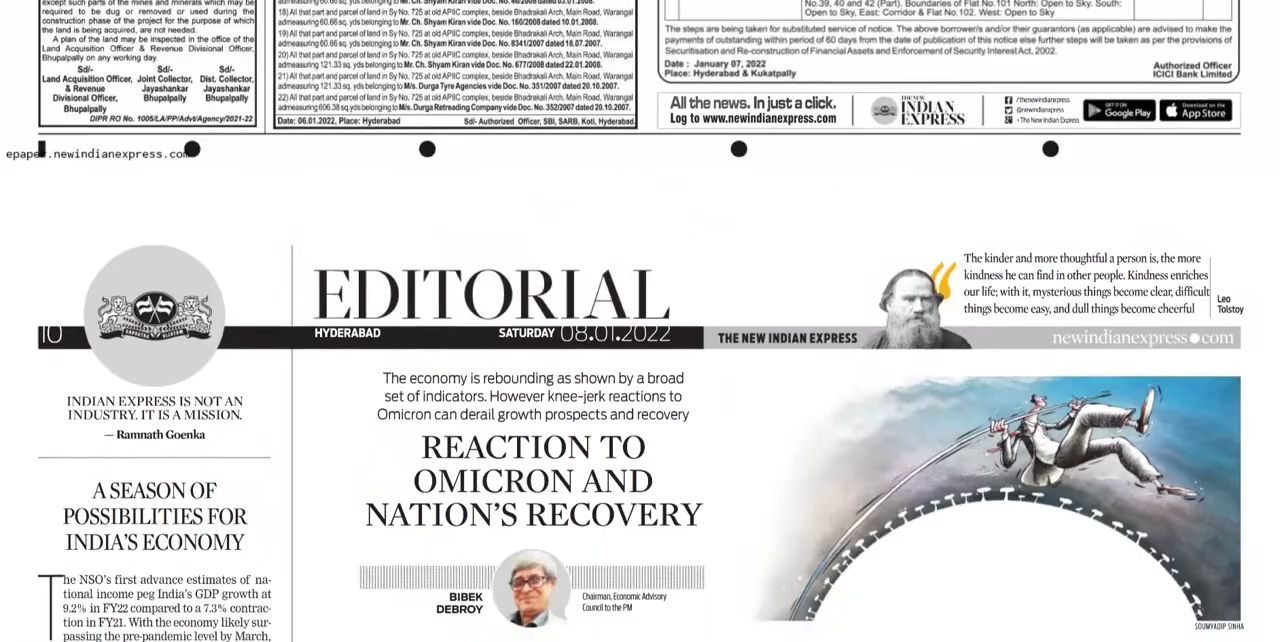 except such parts of the mines and minerals which may be
required to be dug or removed or used during the
construction phase of the project for the purpose of which
the land being acquired, are not needed.
A plan of the land may be inspected in the office of the
Land Acquisition Officer & Revenue Divisional Officer,
Bhupalpally on any working day.
Sd/- Sd/- Sd/-
Land Acquisition Officer, Joint Collector, Dist. Collector,
& Revenue Jayashankar Jayashankar
Divisional Officer, Bhupalpally Bhupalpally
Bhupalpally
DIPR RO No. 1005/LA/PP/Advt/Agency/2021-22
18) All that part and parcel of land in Sy No. 725 at old APIIC complex, beside Bhadrakali Arch, Main Road, Warangal
admeasuring 60.66 sq. yds belonging to Mr. Ch. Shyam Kiran vide Doc. No. 160/2008 dated 10.01.2008.
19) All that part and parcel of land in Sy No. 725 at old APIIC complex, beside Bhadrakali Arch, Main Road, Warangal
admeasuring 60.66 sq. yds belonging to Mr. Ch. Shyam Kiran vide Doc. No. 8341/2007 dated 18.07.2007.
20) All that part and parcel of land in Sy No. 725 at old APIIC complex, beside Bhadrakali Arch, Main Road, Warangal
admeasuring 121.33 sq. yds belonging to Mr. Ch. Shyam Kiran vide Doc. No. 677/2008 dated 22.01.2008.
21) All that part and parcel of land in Sy No. 725 at old APIIC complex, beside Bhadrakali Arch, Main Road, Warangal
admeasuring 121.33 sq. yds belonging to M/s. Durga Tyre Agencies vide Doc. No. 351/2007 dated 20.10.2007.
22) All that part and parcel of land in Sy No. 725 at old APIIC complex, beside Bhadrakali Arch, Main Road, Warangal
admeasuring 606.38 sq. yds belonging to M/s. Durga Retreading Company vide Doc. No. 352/2007 dated 20.10.2007.
Date: 06.01.2022, Place: Hyderabad Sd/- Authorized Officer, SBI, SARB, Koti, Hyderabad.
No.39, 40 and 42 (Part). Boundaries of Flat No.101 North: Open to Sky. South:
Open to Sky, East: Corridor & Flat No.102. West: Open to Sky
The steps are being taken for substituted service of notice. The above borrower/s and/or their guarantors (as applicable) are advised to make the
payments of outstanding within period of 60 days from the date of publication of this notice else further steps will be taken as per the provisions of
Securitisation and Re-construction of Financial Assets and Enforcement of Security Interest Act, 2002.
Date : January 07, 2022
Place: Hyderabad & Kukatpally
Authorized Officer
ICICI Bank Limited
All the news. In just a click.
Log to www.newindianexpress.com
THE NEW
INDIAN
EXPRESS
/thenewindianxpress
@newindianxpress
The New Indian Express
GET IT ON
Google Play
Download on the
App Store
epaper.newindianexpress.com
EDITORIAL
The kinder and more thoughtful a person is, the more
kindness he can find in other people. Kindness enriches
our life; with it, mysterious things become clear, difficult
things become easy, and dull things become cheerful
Leo
Tolstoy
10 HYDERABAD SATURDAY 08.01.2022 THE NEW INDIAN EXPRESS newindianexpress●com
INDIAN EXPRESS IS NOT AN
INDUSTRY. IT IS A MISSION.
— Ramnath Goenka
A SEASON OF
POSSIBILITIES FOR
INDIA'S ECONOMY
The NSO's first advance estimates of na-
tional income peg India's GDP growth at
9.2% in FY22 compared to a 7.3% contrac-
tion in FY21. With the economy likely sur-
passing the pre-pandemic level by March,
The economy is rebounding as shown by a broad
set of indicators. However knee-jerk reactions to
Omicron can derail growth prospects and recovery
REACTION TO
OMICRON AND
NATION'S RECOVERY
BIBEK
DEBROY
Chairman, Economic Advisory
Council to the PM
SOUMYADIP SINHA